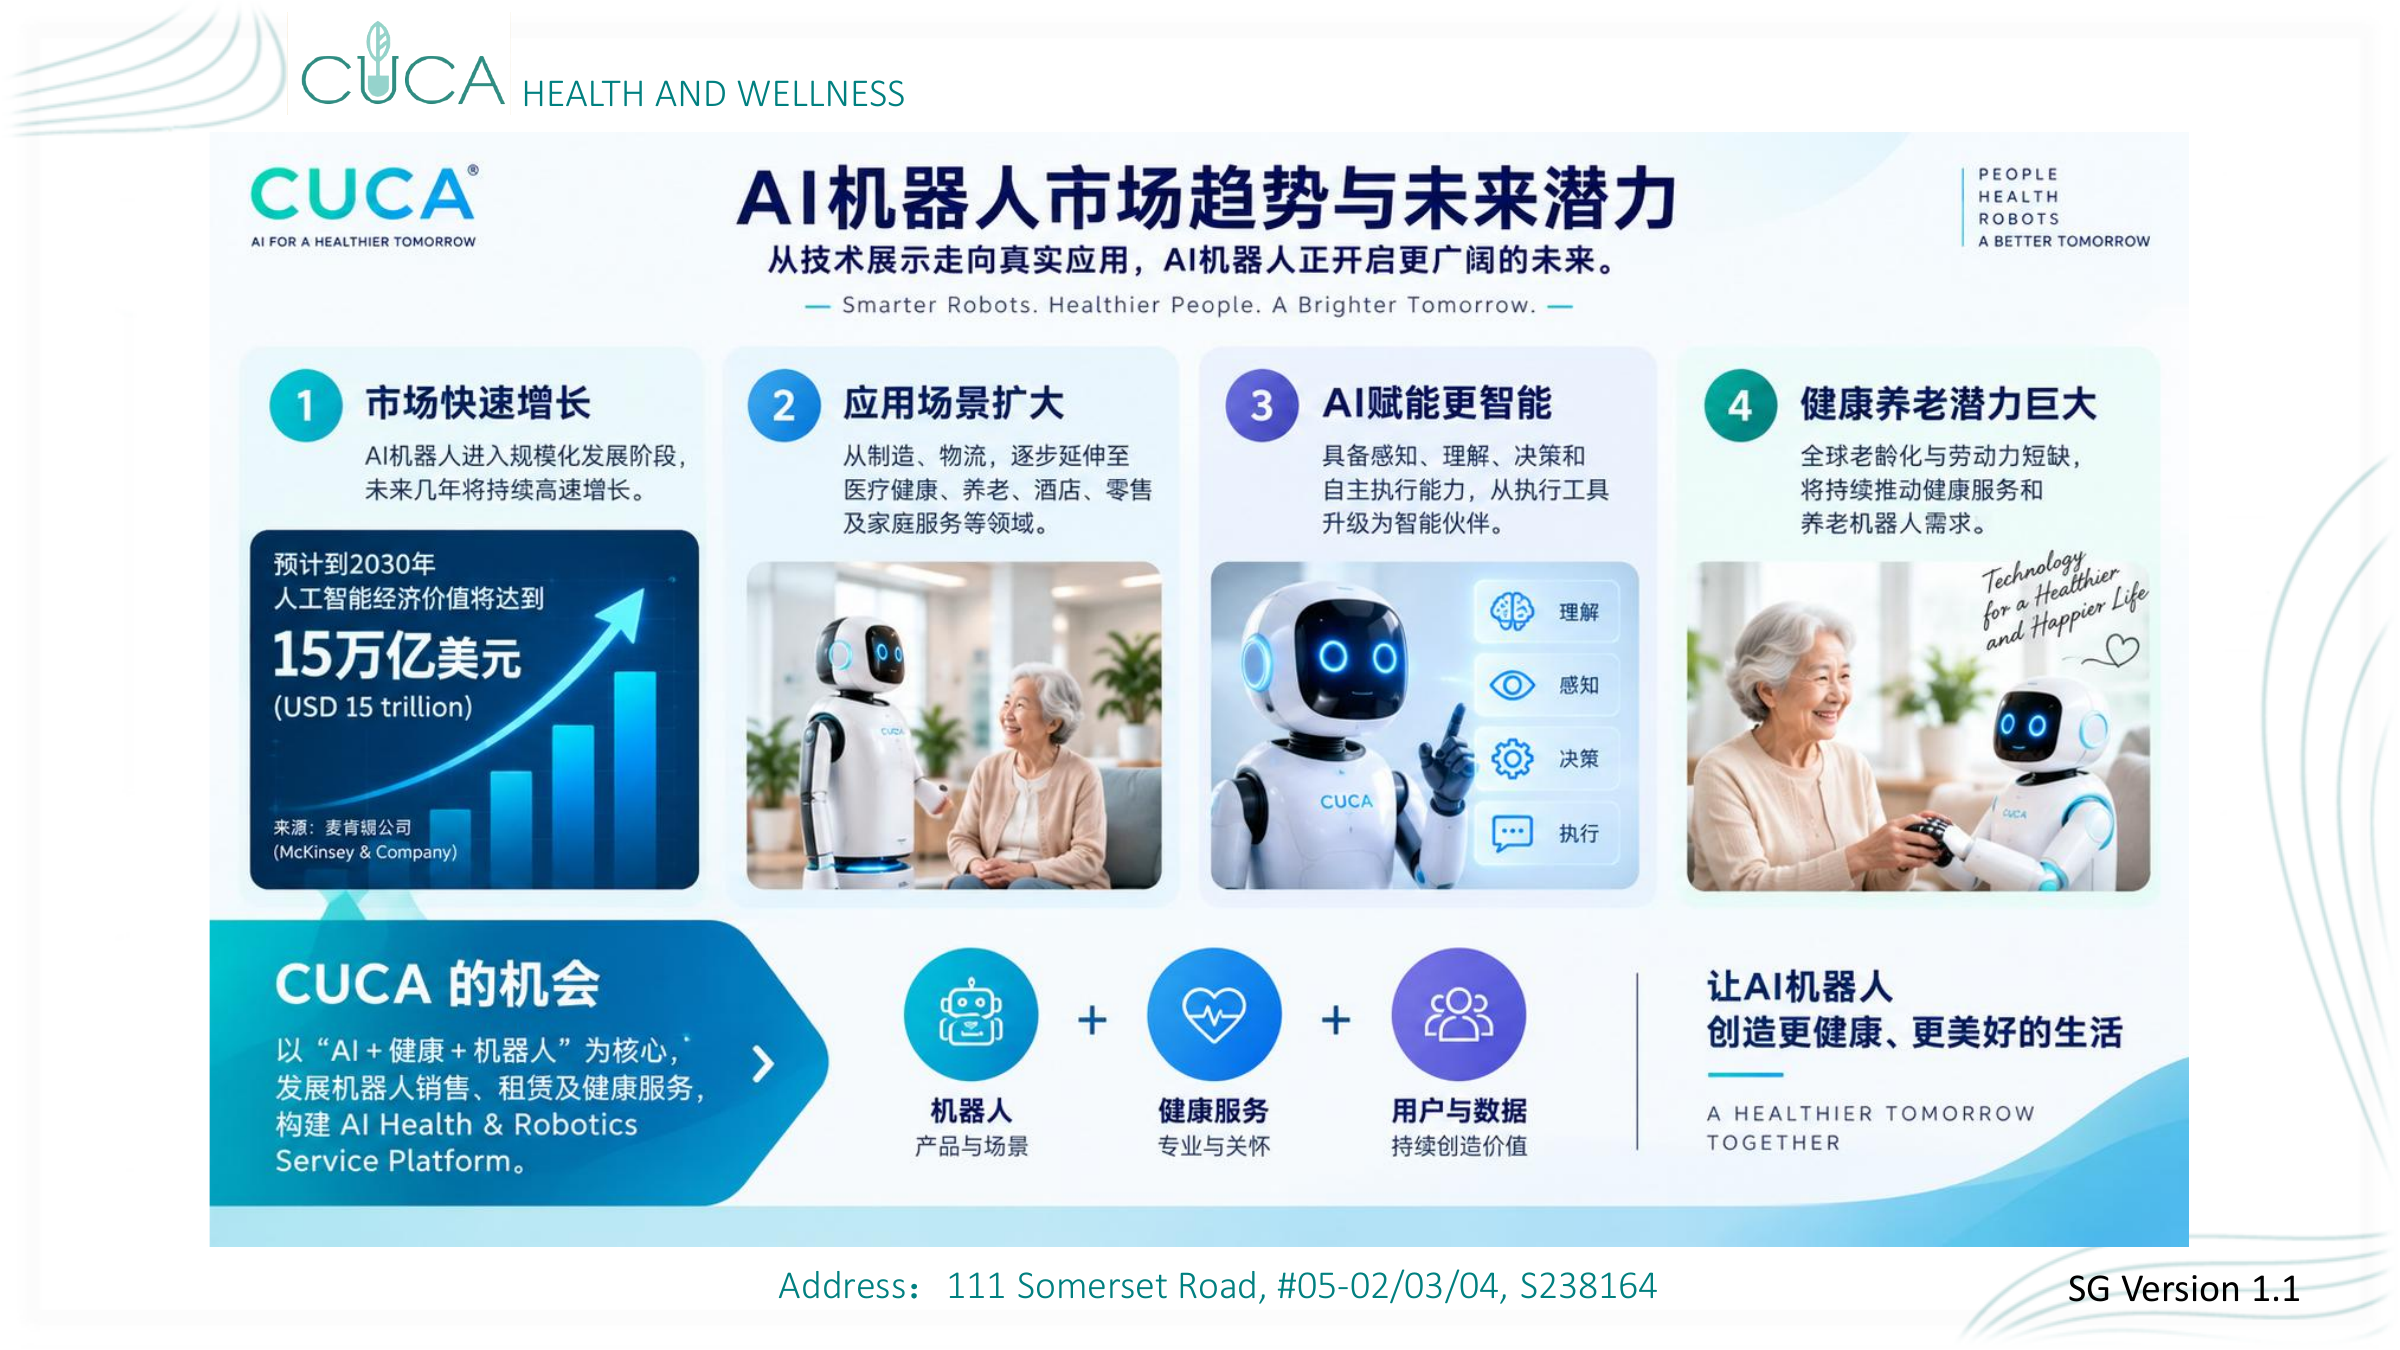 CUCA HEALTH AND WELLNESS
CUCA®
AI FOR A HEALTHIER TOMORROW
AI机器人市场趋势与未来潜力
从技术展示走向真实应用，AI机器人正开启更广阔的未来。
Smarter Robots. Healthier People. A Brighter Tomorrow.
PEOPLE
HEALTH
ROBOTS
A BETTER TOMORROW
1 市场快速增长
AI机器人进入规模化发展阶段，
未来几年将持续高速增长。
预计到2030年
人工智能经济价值将达到
15万亿美元
(USD 15 trillion)
来源：麦肯锡公司
(McKinsey & Company)
2 应用场景扩大
从制造、物流，逐步延伸至
医疗健康、养老、酒店、零售
及家庭服务等领域。
CUCA
3 AI赋能更智能
具备感知、理解、决策和
自主执行能力，从执行工具
升级为智能伙伴。
理解
感知
决策
执行
CUCA
4 健康养老潜力巨大
全球老龄化与劳动力短缺，
将持续推动健康服务和
养老机器人需求。
Technology
for a Healthier
and Happier Life
CUCA
CUCA 的机会
以“AI+健康+机器人”为核心，
发展机器人销售、租赁及健康服务，
构建 AI Health & Robotics
Service Platform。
机器人
产品与场景
+
健康服务
专业与关怀
+
用户与数据
持续创造价值
让AI机器人
创造更健康、更美好的生活
A HEALTHIER TOMORROW
TOGETHER
Address：111 Somerset Road, #05-02/03/04, S238164
SG Version 1.1